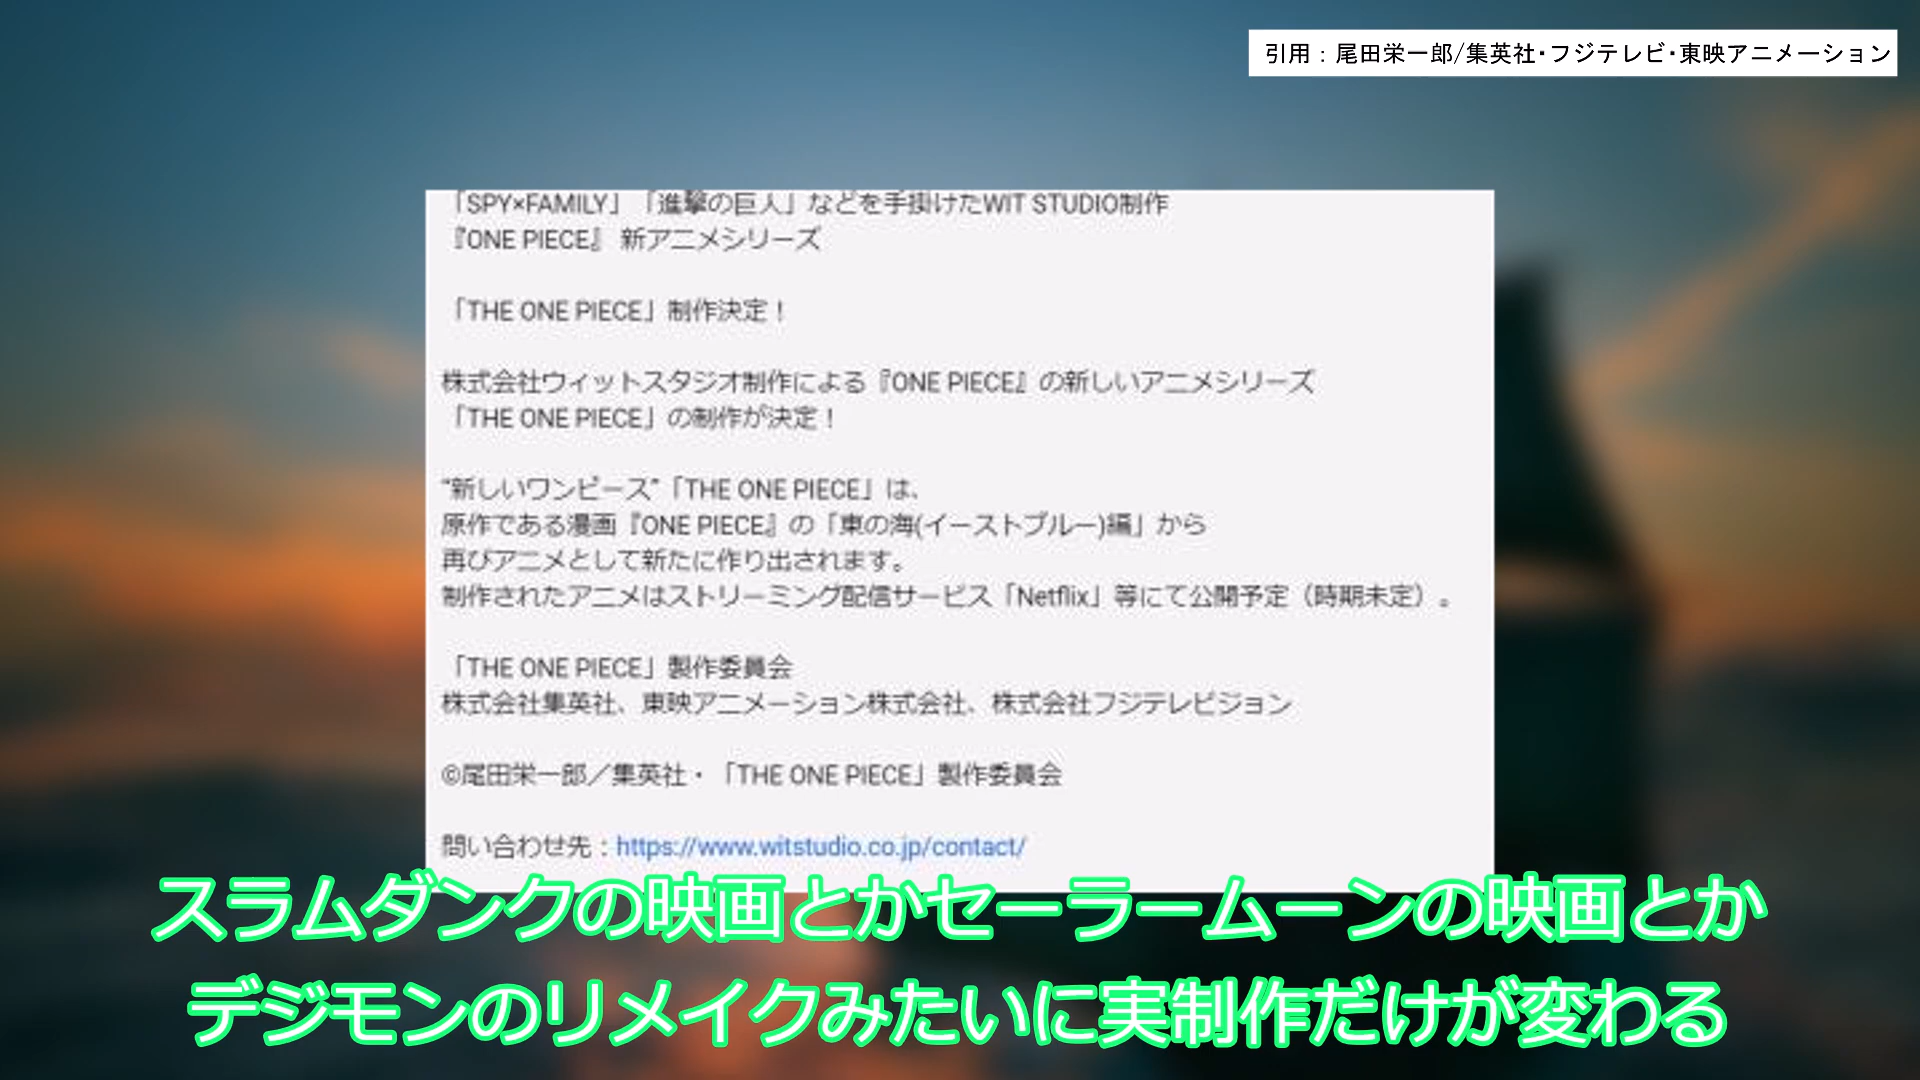 引用：尾田栄一郎/集英社･フジテレビ･東映アニメーション
「SPY×FAMILY」「進撃の巨人」などを手掛けたWIT STUDIO制作
『ONE PIECE』 新アニメシリーズ
「THE ONE PIECE」制作決定！
株式会社ウィットスタジオ制作による『ONE PIECE』の新しいアニメシリーズ
「THE ONE PIECE」の制作が決定！
“新しいワンピース”「THE ONE PIECE」は、
原作である漫画『ONE PIECE』の「東の海(イーストブルー)編」から
再びアニメとして新たに作り出されます。
制作されたアニメはストリーミング配信サービス「Netflix」等にて公開予定（時期未定）。
「THE ONE PIECE」製作委員会
株式会社集英社、東映アニメーション株式会社、株式会社フジテレビジョン
©尾田栄一郎／集英社・「THE ONE PIECE」製作委員会
問い合わせ先：https://www.witstudio.co.jp/contact/
スラムダンクの映画とかセーラームーンの映画とか
デジモンのリメイクみたいに実制作だけが変わる